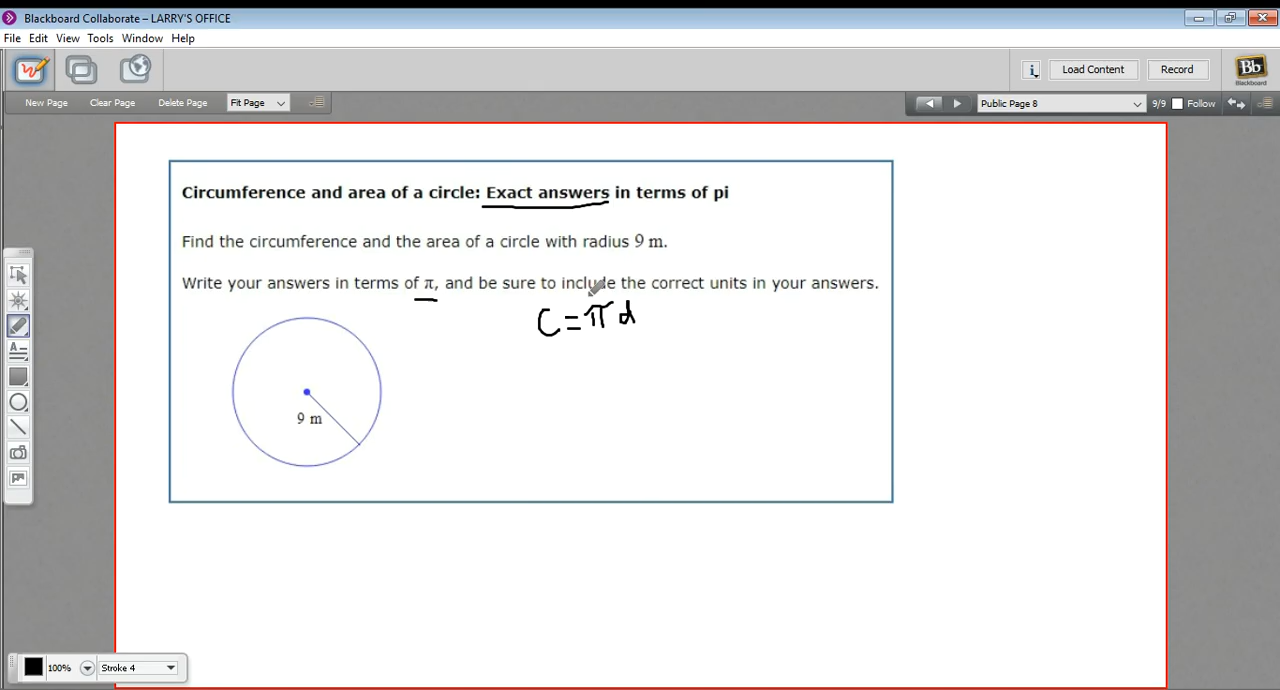 Blackboard Collaborate – LARRY'S OFFICE
File Edit View Tools Window Help
i Load Content Record Bb Blackboard
New Page Clear Page Delete Page Fit Page Public Page 8 9/9 Follow
Circumference and area of a circle: Exact answers in terms of pi
Find the circumference and the area of a circle with radius 9 m.
Write your answers in terms of π, and be sure to include the correct units in your answers.
C = π d
9 m
A
100% Stroke 4